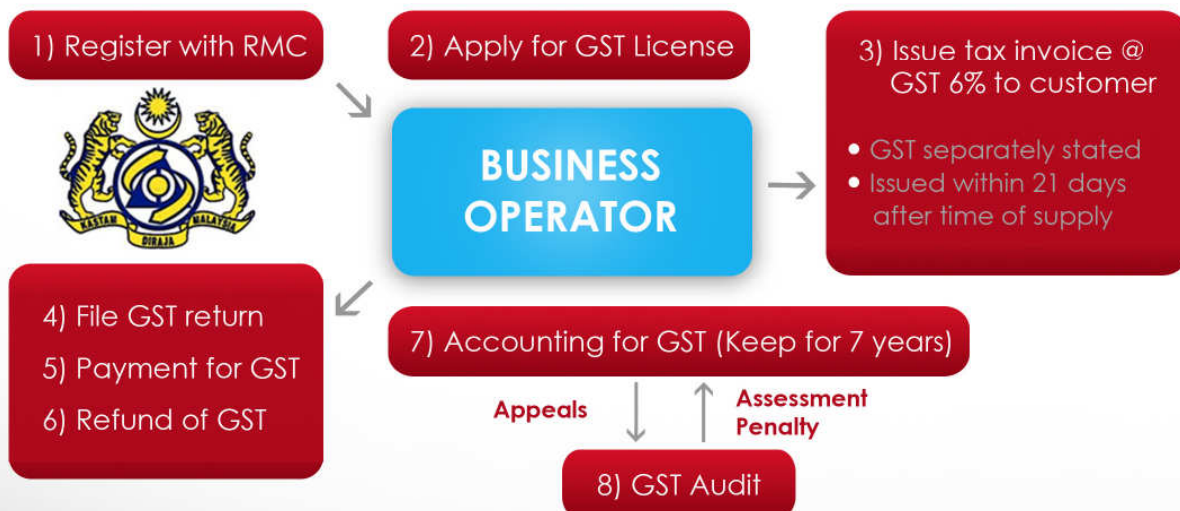 1) Register with RMC
2) Apply for GST License
3) Issue tax invoice @
GST 6% to customer
• GST separately stated
• Issued within 21 days
after time of supply
BUSINESS
OPERATOR
KASTAM
DIRAJA
MALAYSIA
4) File GST return
5) Payment for GST
6) Refund of GST
7) Accounting for GST (Keep for 7 years)
Appeals
Assessment
Penalty
8) GST Audit